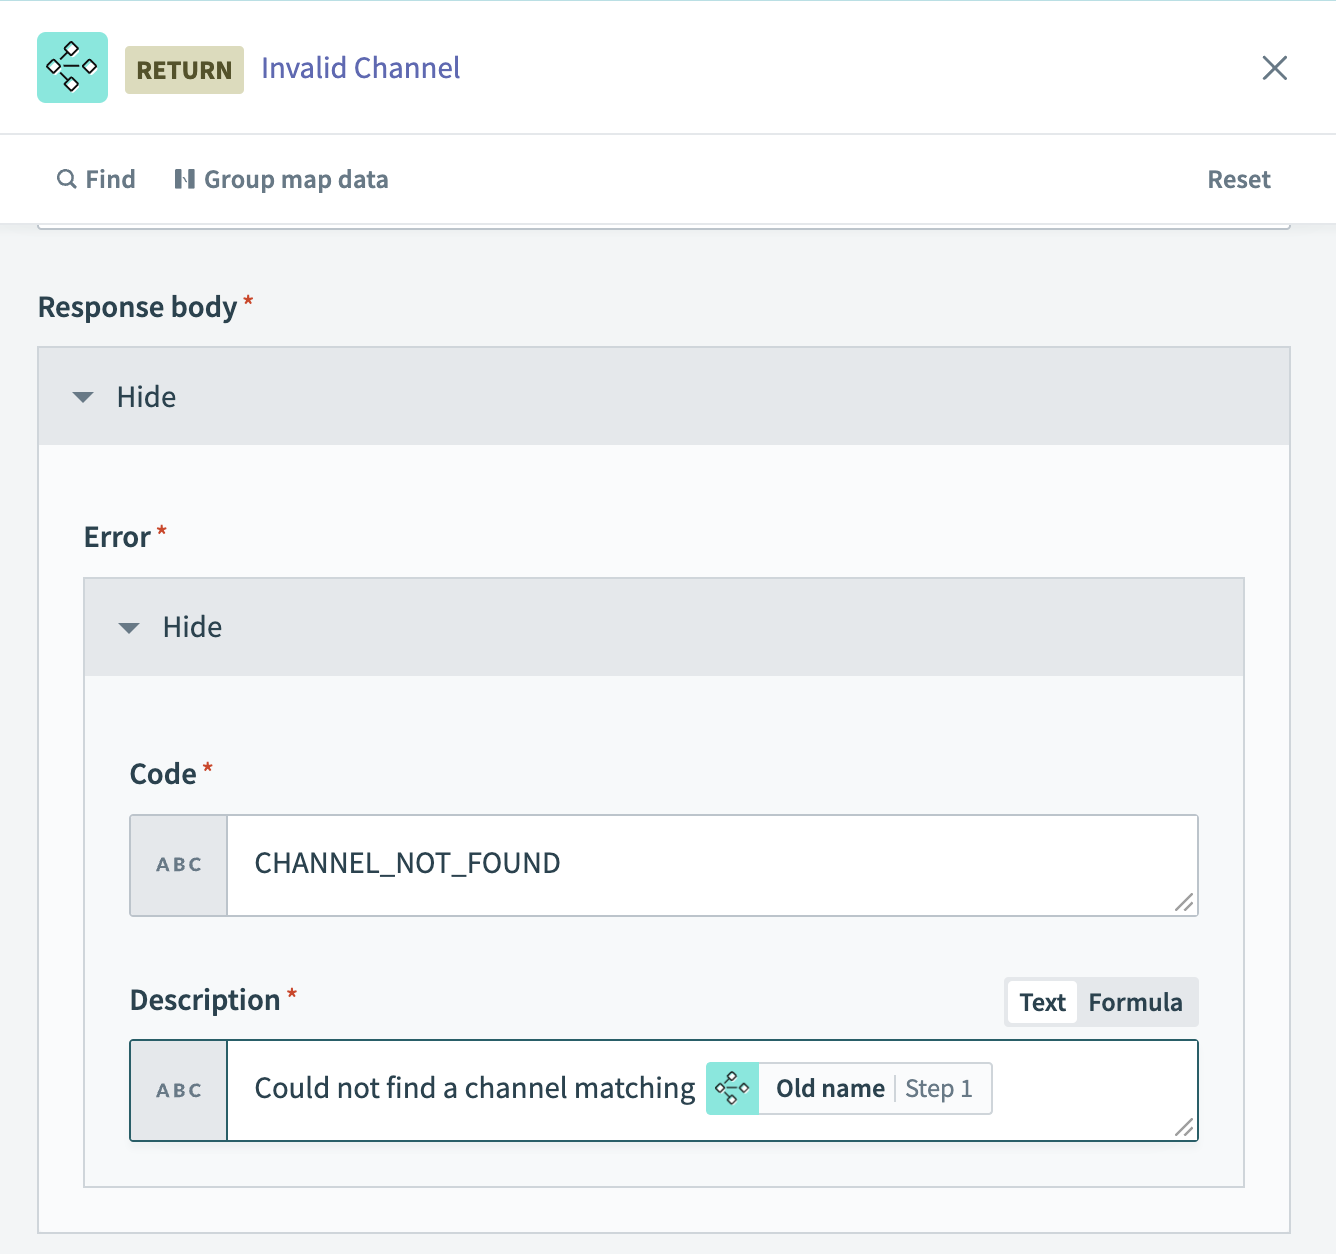 RETURN Invalid Channel
Find Group map data Reset
Response body *
Hide
Error *
Hide
Code *
ABC CHANNEL_NOT_FOUND
Description * Text Formula
ABC Could not find a channel matching Old name Step 1